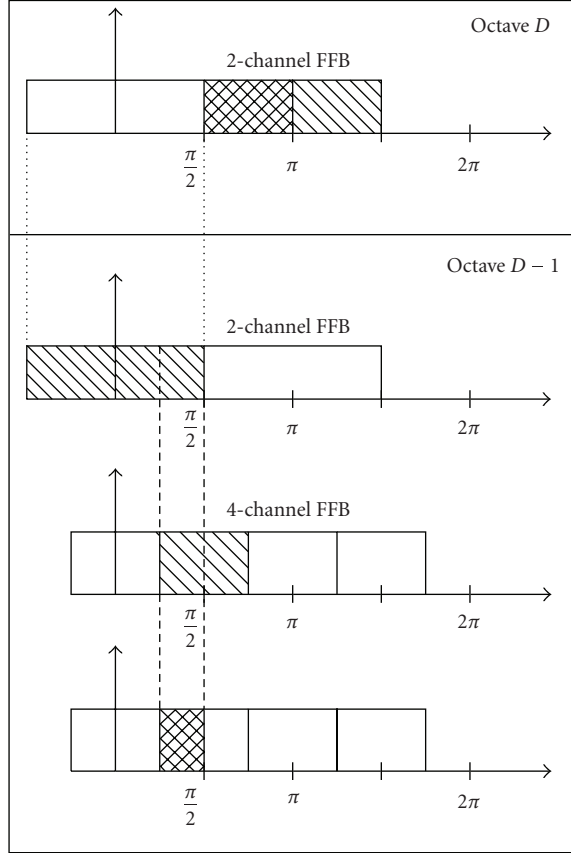 Octave D
2-channel FFB
π/2 π 2π
Octave D − 1
2-channel FFB
π/2 π 2π
4-channel FFB
π/2 π 2π
π/2 π 2π